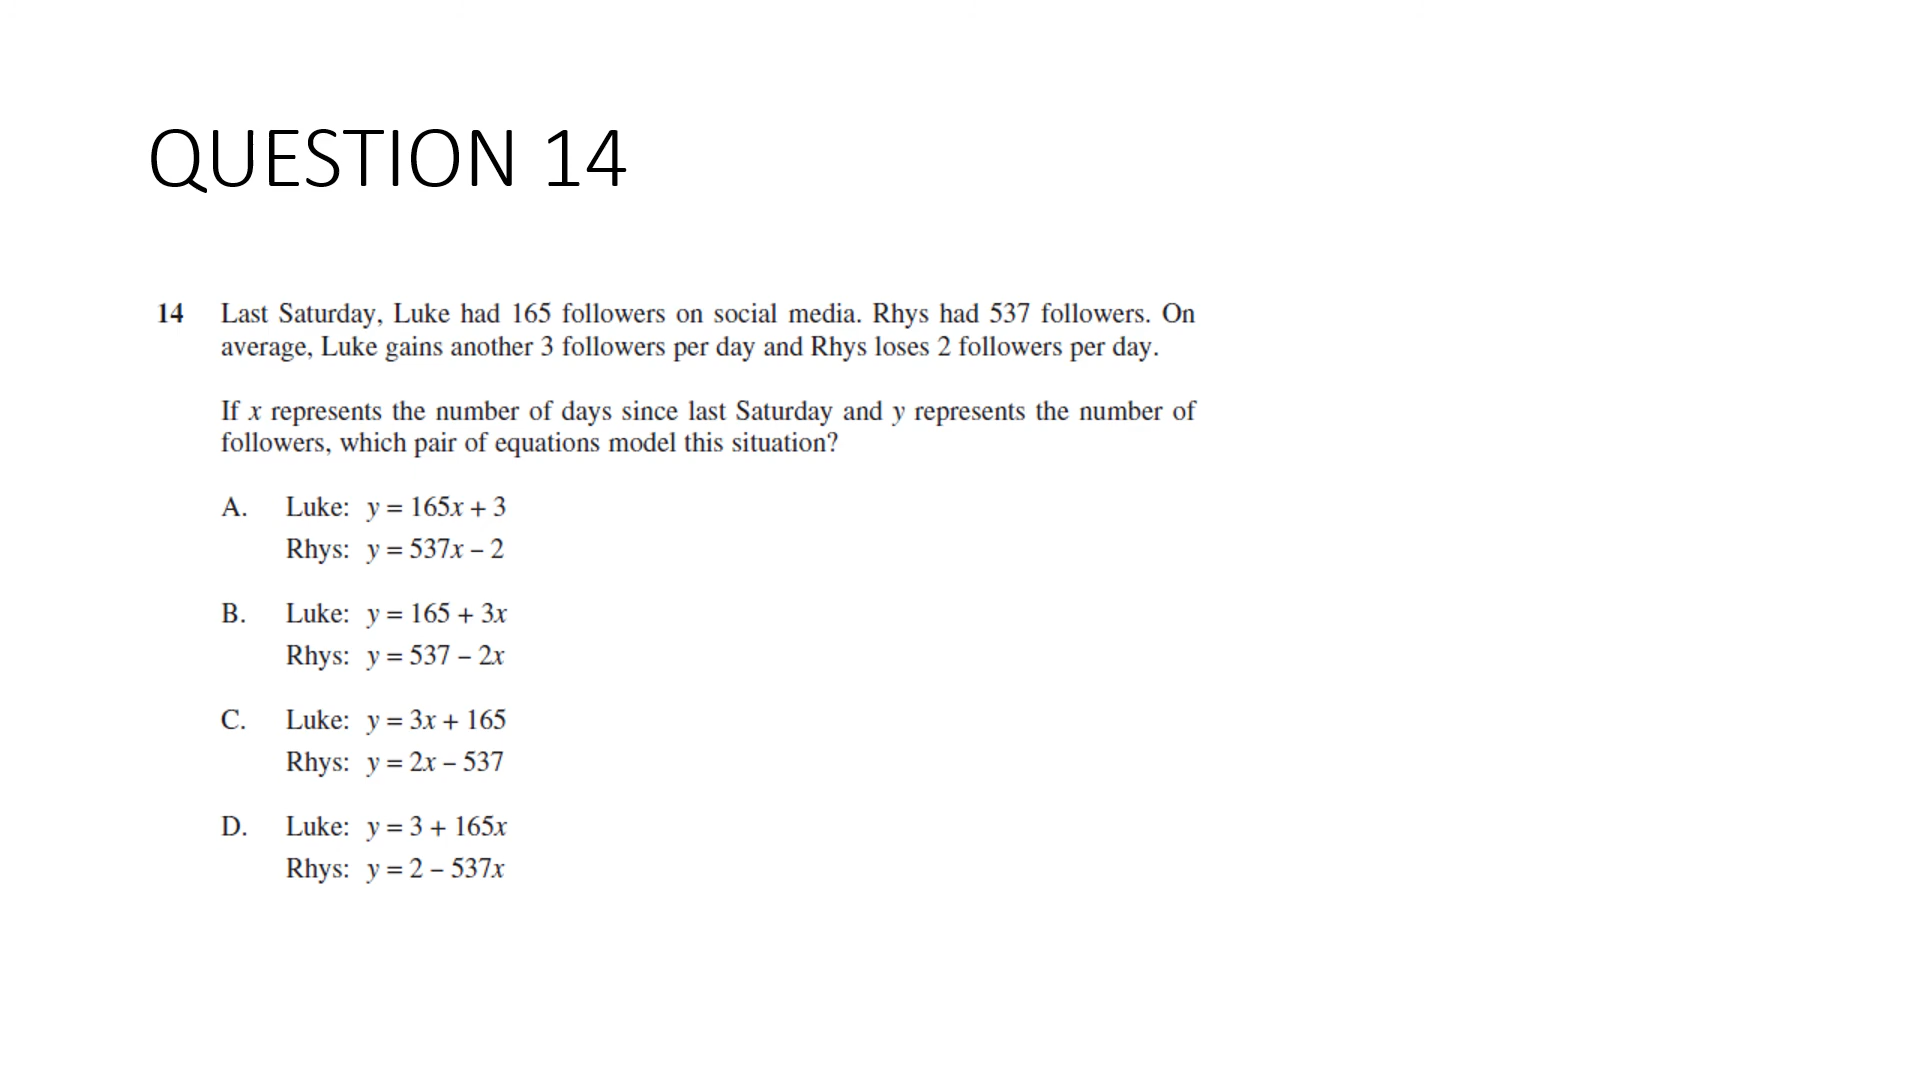 QUESTION 14
14 Last Saturday, Luke had 165 followers on social media. Rhys had 537 followers. On
average, Luke gains another 3 followers per day and Rhys loses 2 followers per day.
If x represents the number of days since last Saturday and y represents the number of
followers, which pair of equations model this situation?
A. Luke: y = 165x + 3
Rhys: y = 537x – 2
B. Luke: y = 165 + 3x
Rhys: y = 537 – 2x
C. Luke: y = 3x + 165
Rhys: y = 2x – 537
D. Luke: y = 3 + 165x
Rhys: y = 2 – 537x